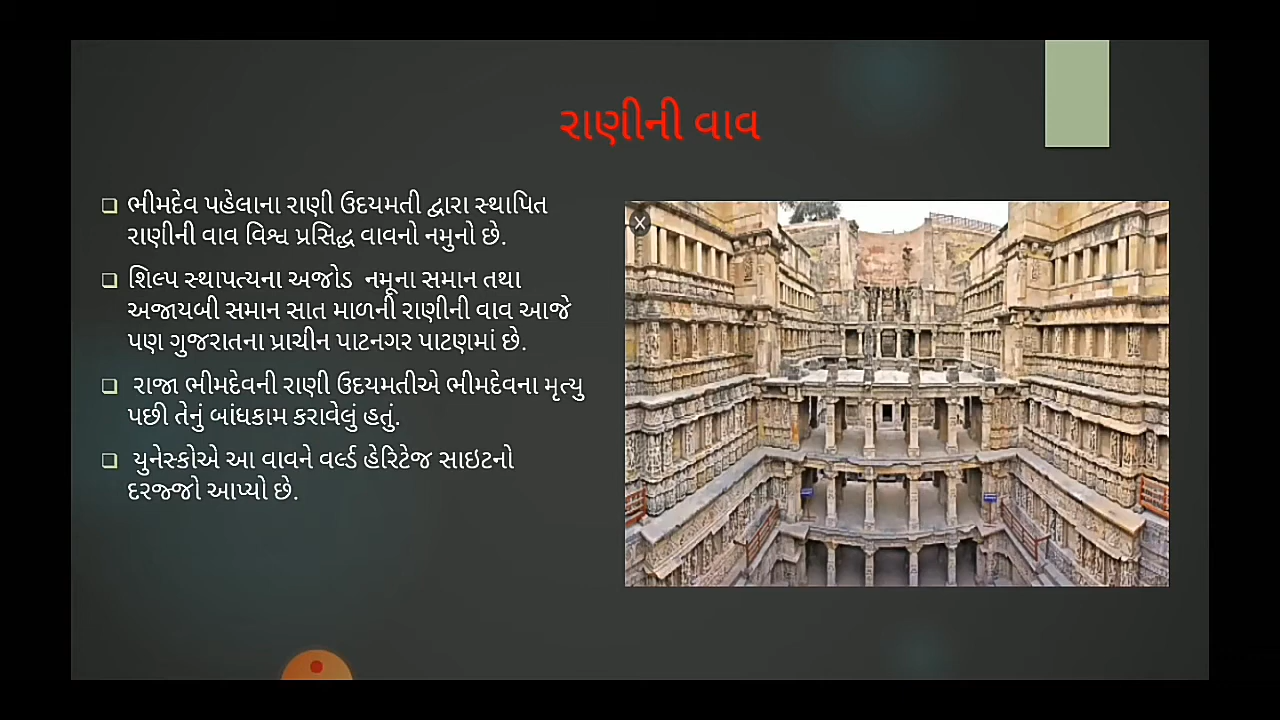 રાણીની વાવ
ભીમદેવ પહેલાના રાણી ઉદયમતી દ્વારા સ્થાપિત
રાણીની વાવ વિશ્વ પ્રસિદ્ધ વાવનો નમુનો છે.
શિલ્પ સ્થાપત્યના અજોડ નમૂના સમાન તથા
અજાયબી સમાન સાત માળની રાણીની વાવ આજે
પણ ગુજરાતના પ્રાચીન પાટનગર પાટણમાં છે.
રાજા ભીમદેવની રાણી ઉદયમતીએ ભીમદેવના મૃત્યુ
પછી તેનું બાંધકામ કરાવેલું હતું.
યુનેસ્કોએ આ વાવને વર્લ્ડ હેરિટેજ સાઇટનો
દરજ્જો આપ્યો છે.